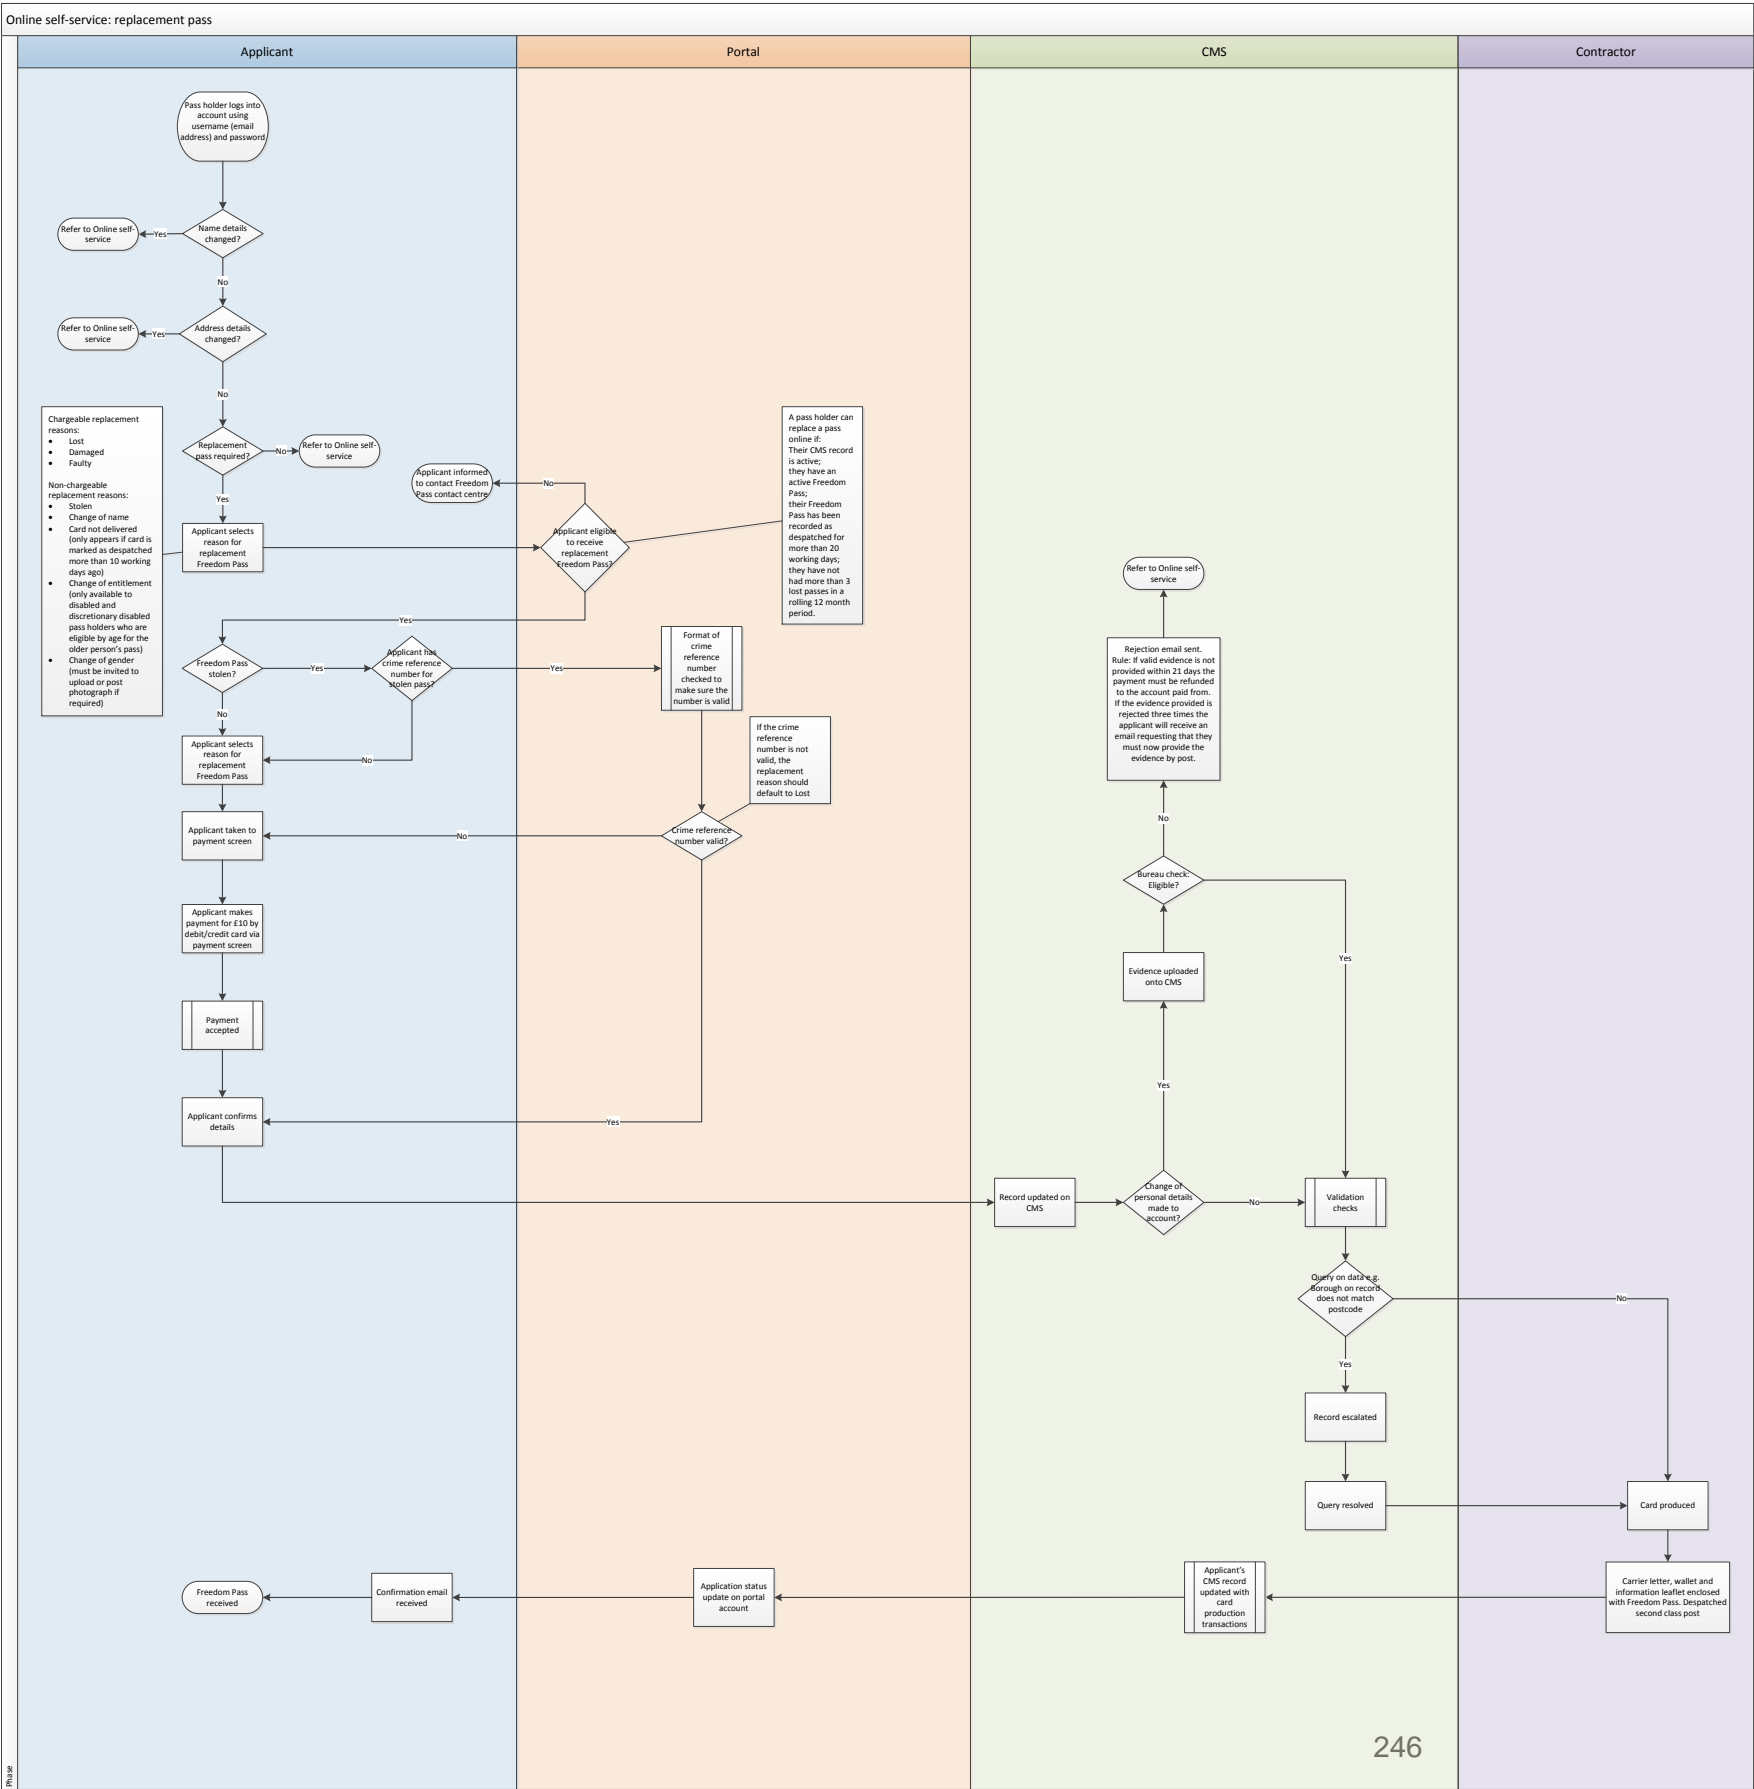 Online self-service: replacement pass
Applicant
Portal
CMS
Contractor
Pass holder logs into
account using
username (email
address) and password
Name details
changed?
Yes
Refer to Online self-
service
No
Address details
changed?
Yes
Refer to Online self-
service
No
Replacement
pass required?
No
Refer to Online self-
service
Yes
Chargeable replacement
reasons:
• Lost
• Damaged
• Faulty
Non-chargeable
replacement reasons:
• Stolen
• Change of name
• Card not delivered
(only appears if card is
marked as despatched
more than 10 working
days ago)
• Change of entitlement
(only available to
disabled and
discretionary disabled
pass holders who are
eligible by age for the
older person's pass)
• Change of gender
(must be invited to
upload or post
photograph if
required)
Applicant selects
reason for
replacement
Freedom Pass
Applicant informed
to contact Freedom
Pass contact centre
No
Applicant eligible
to receive
replacement
Freedom Pass?
A pass holder can
replace a pass
online if:
Their CMS record
is active;
they have an
active Freedom
Pass;
their Freedom
Pass has been
recorded as
despatched for
more than 20
working days;
they have not
had more than 3
lost passes in a
rolling 12 month
period.
Yes
Freedom Pass
stolen?
Yes
Applicant has
crime reference
number for
stolen pass?
Yes
Format of
crime
reference
number
checked to
make sure the
number is valid
No
No
Applicant selects
reason for
replacement
Freedom Pass
If the crime
reference
number is not
valid, the
replacement
reason should
default to Lost
Applicant taken to
payment screen
No
Crime reference
number valid?
Applicant makes
payment for £10 by
debit/credit card via
payment screen
Payment
accepted
Applicant confirms
details
Yes
Refer to Online self-
service
Rejection email sent.
Rule: If valid evidence is not
provided within 21 days the
payment must be refunded
to the account paid from.
If the evidence provided is
rejected three times the
applicant will receive an
email requesting that they
must now provide the
evidence by post.
No
Bureau check:
Eligible?
Yes
Evidence uploaded
onto CMS
Yes
Record updated on
CMS
Change of
personal details
made to
account?
No
Validation
checks
Query on data e.g.
Borough on record
does not match
postcode
No
Yes
Record escalated
Query resolved
Card produced
Carrier letter, wallet and
information leaflet enclosed
with Freedom Pass. Despatched
second class post
Applicant's
CMS record
updated with
card
production
transactions
Application status
update on portal
account
Confirmation email
received
Freedom Pass
received
246
Phase